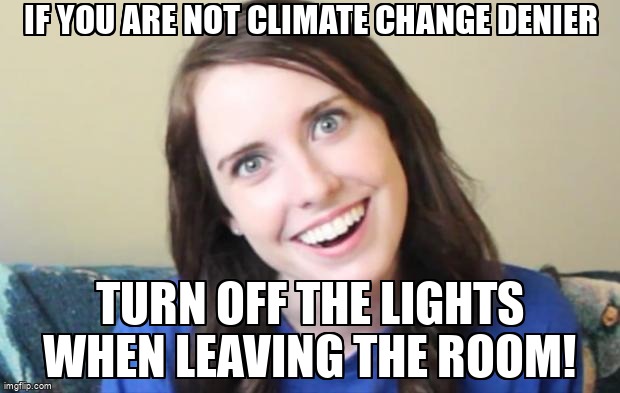 IF YOU ARE NOT CLIMATE CHANGE DENIER
TURN OFF THE LIGHTS
WHEN LEAVING THE ROOM!
imgflip.com